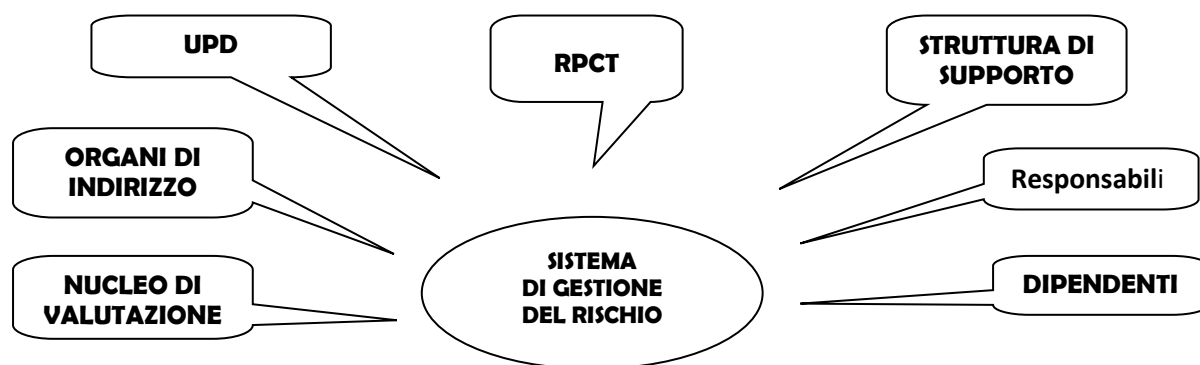 UPD
RPCT
STRUTTURA DI
SUPPORTO
ORGANI DI
INDIRIZZO
Responsabili
NUCLEO DI
VALUTAZIONE
SISTEMA
DI GESTIONE
DEL RISCHIO
DIPENDENTI